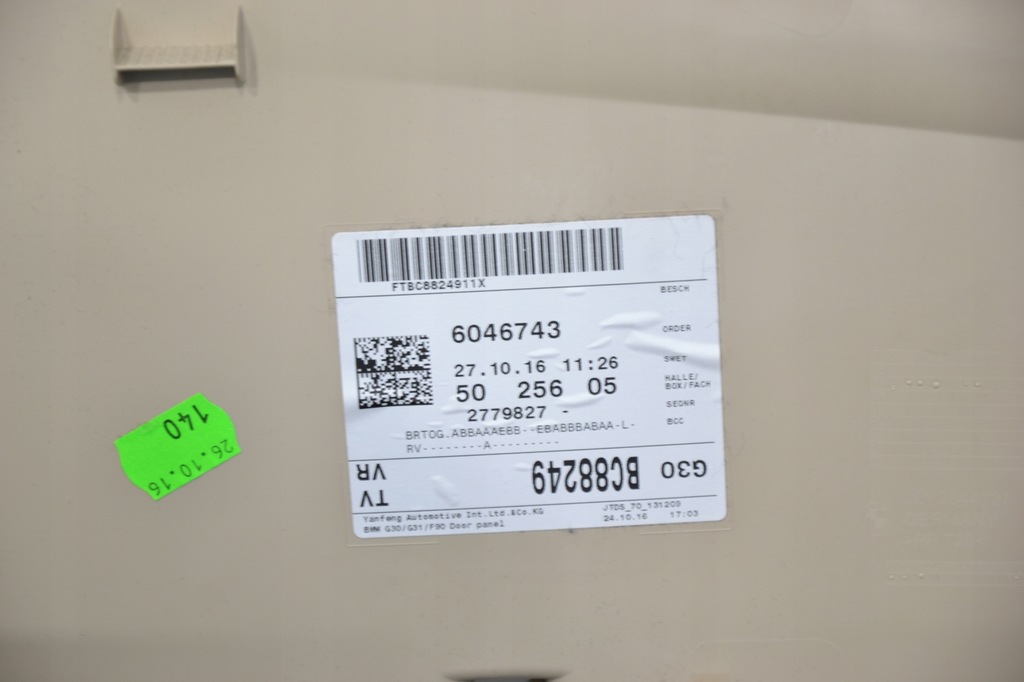 FTBC8824911X
BESCH
6046743
ORDER
27.10.16 11:26
SWET
50 256 05
HALLE/
BOX/FACH
2779827 -
SEQNR
BRTOG.ABBAAAEBB--EBABBBABAA-L-
BCC
RV--------A---------
TV
VR
BC88249
G30
Yanfeng Automotive Int.Ltd.&Co.KG
BMW G30/G31/F90 Door panel
JTDS_70_131209
24.10.16 17:03
140
26.10.16